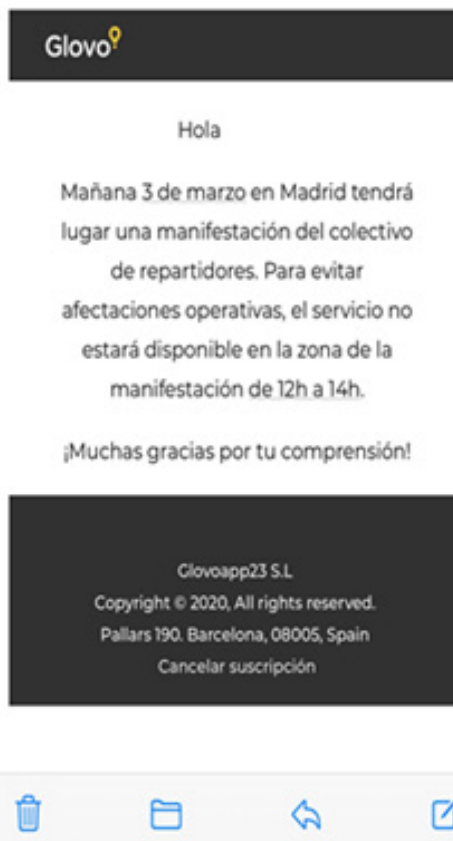 Glovo
Hola
Mañana 3 de marzo en Madrid tendrá
lugar una manifestación del colectivo
de repartidores. Para evitar
afectaciones operativas, el servicio no
estará disponible en la zona de la
manifestación de 12h a 14h.
¡Muchas gracias por tu comprensión!
Glovoapp23 S.L
Copyright © 2020, All rights reserved.
Pallars 190. Barcelona, 08005, Spain
Cancelar suscripción